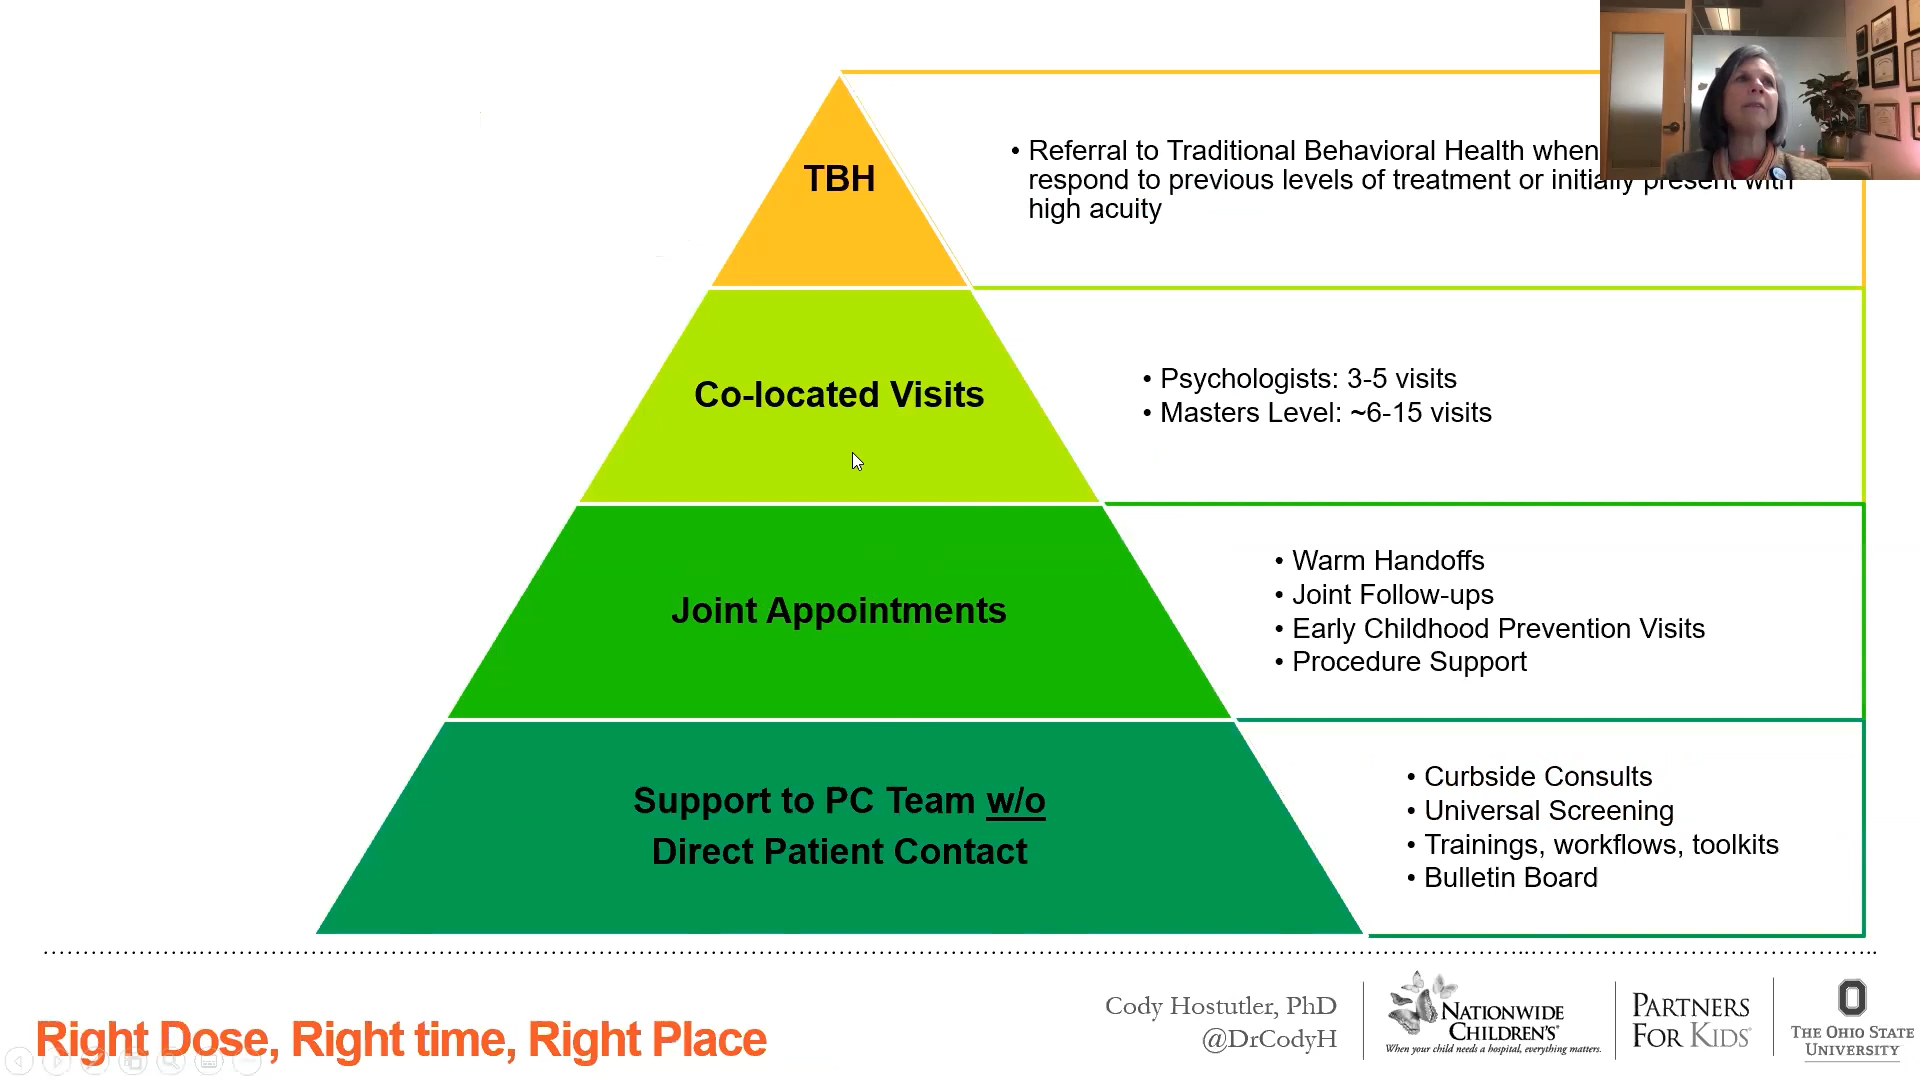 TBH
• Referral to Traditional Behavioral Health when
respond to previous levels of treatment or initially present with
high acuity
Co-located Visits
• Psychologists: 3-5 visits
• Masters Level: ~6-15 visits
Joint Appointments
• Warm Handoffs
• Joint Follow-ups
• Early Childhood Prevention Visits
• Procedure Support
Support to PC Team w/o
Direct Patient Contact
• Curbside Consults
• Universal Screening
• Trainings, workflows, toolkits
• Bulletin Board
Right Dose, Right time, Right Place
Cody Hostutler, PhD
@DrCodyH
NATIONWIDE
CHILDREN'S®
When your child needs a hospital, everything matters.
PARTNERS
FOR KIDS®
THE OHIO STATE
UNIVERSITY